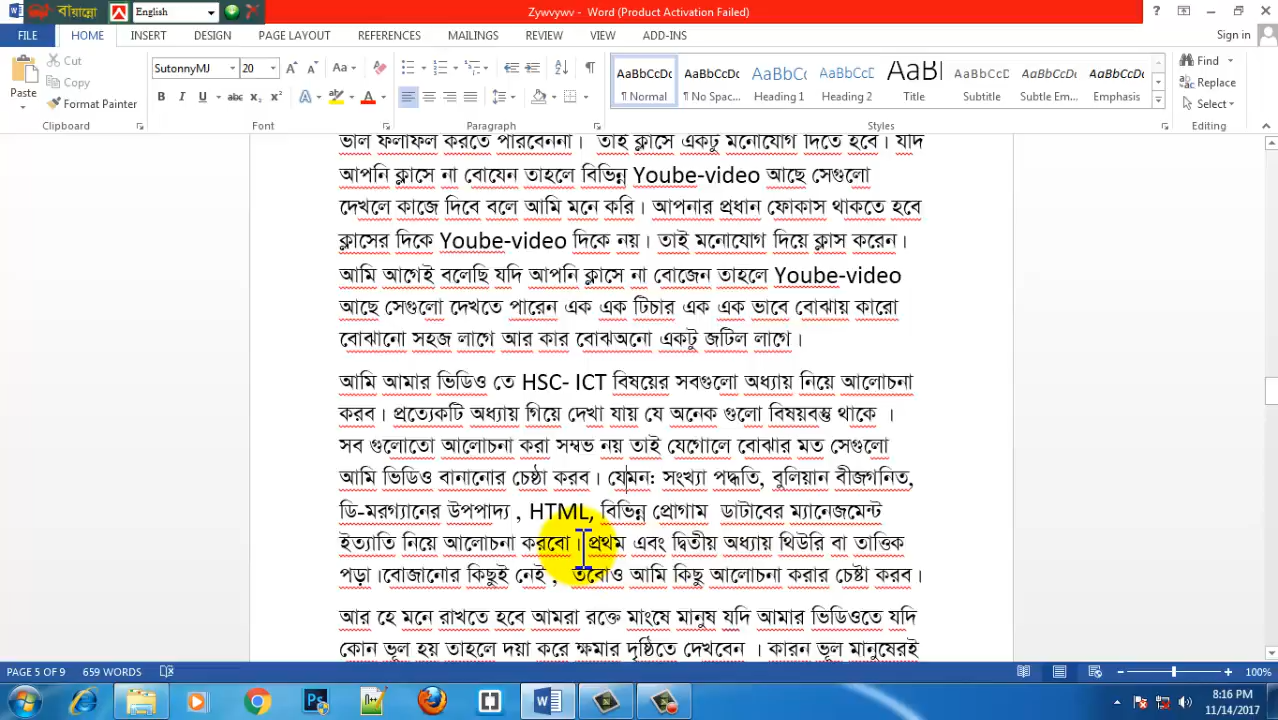 বায়ান্নো English Zywvywv - Word (Product Activation Failed)
FILE HOME INSERT DESIGN PAGE LAYOUT REFERENCES MAILINGS REVIEW VIEW ADD-INS Sign in
Paste Cut Copy Format Painter Clipboard
SutonnyMJ 20 Font
Paragraph
AaBbCcDc ¶ Normal AaBbCcDc ¶ No Spac... AaBbCc Heading 1 AaBbCcD Heading 2 AaBl Title AaBbCcDc Subtitle AaBbCcDc Subtle Em... AaBbCcDc Emphasis Styles
Find Replace Select Editing
ভাল ফলাফল করতে পারবেননা। তাই ক্লাসে একটু মনোযোগ দিতে হবে। যদি
আপনি ক্লাসে না বোযেন তাহলে বিভিন্ন Yoube-video আছে সেগুলো
দেখলে কাজে দিবে বলে আমি মনে করি। আপনার প্রধান ফোকাস থাকতে হবে
ক্লাসের দিকে Yoube-video দিকে নয়। তাই মনোযোগ দিয়ে ক্লাস করেন।
আমি আগেই বলেছি যদি আপনি ক্লাসে না বোজেন তাহলে Yoube-video
আছে সেগুলো দেখতে পারেন এক এক টিচার এক এক ভাবে বোঝায় কারো
বোঝানো সহজ লাগে আর কার বোঝঅনো একটু জটিল লাগে।
আমি আমার ভিডিও তে HSC- ICT বিষয়ের সবগুলো অধ্যায় নিয়ে আলোচনা
করব। প্রত্যেকটি অধ্যায় গিয়ে দেখা যায় যে অনেক গুলো বিষয়বস্তু থাকে ।
সব গুলোতো আলোচনা করা সম্বভ নয় তাই যেগোলে বোঝার মত সেগুলো
আমি ভিডিও বানানোর চেষ্ঠা করব। যেমন: সংখ্যা পদ্ধতি, বুলিয়ান বীজগনিত,
ডি-মরগ্যানের উপপাদ্য , HTML, বিভিন্ন প্রোগাম ডাটাবের ম্যানেজমেন্ট
ইত্যাতি নিয়ে আলোচনা করবো। প্রথম এবং দ্বিতীয় অধ্যায় থিউরি বা তাত্তিক
পড়া।বোজানোর কিছুই নেই , তবোও আমি কিছু আলোচনা করার চেষ্টা করব।
আর হে মনে রাখতে হবে আমরা রক্তে মাংষে মানুষ যদি আমার ভিডিওতে যদি
কোন ভূল হয় তাহলে দয়া করে ক্ষমার দৃষ্ঠিতে দেখবেন । কারন ভূল মানুষেরই
PAGE 5 OF 9 659 WORDS 100%
8:16 PM
11/14/2017